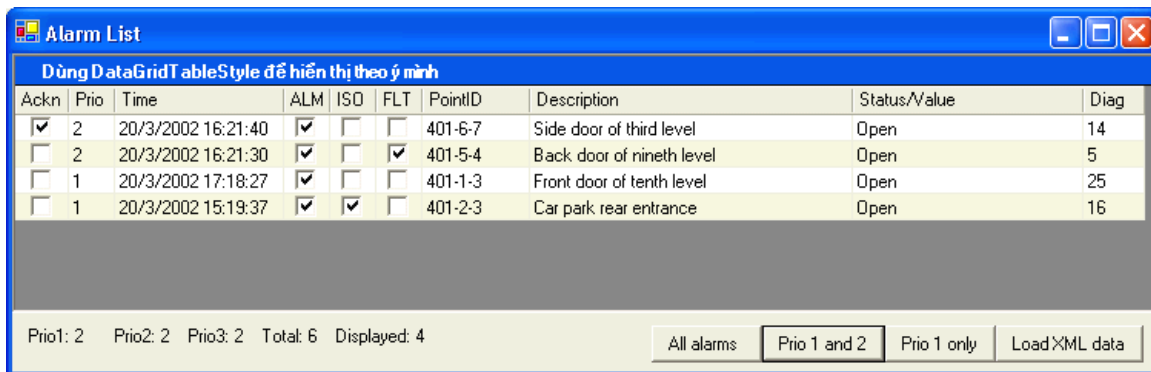 Alarm List
Dùng DataGridTableStyle để hiển thị theo ý mình
Ackn Prio Time ALM ISO FLT PointID Description Status/Value Diag
2 20/3/2002 16:21:40 401-6-7 Side door of third level Open 14
2 20/3/2002 16:21:30 401-5-4 Back door of nineth level Open 5
1 20/3/2002 17:18:27 401-1-3 Front door of tenth level Open 25
1 20/3/2002 15:19:37 401-2-3 Car park rear entrance Open 16
Prio1: 2 Prio2: 2 Prio3: 2 Total: 6 Displayed: 4 All alarms Prio 1 and 2 Prio 1 only Load XML data